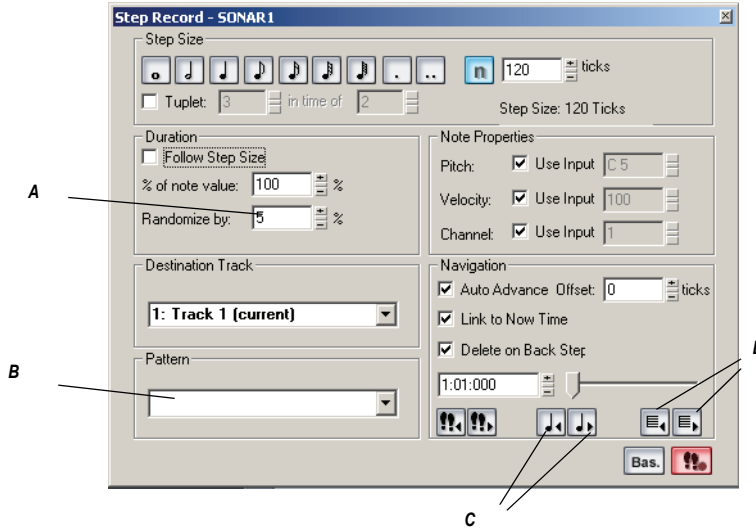 Step Record - SONAR1
Step Size
n 120 ticks
Tuplet: 3 in time of 2
Step Size: 120 Ticks
Duration
Follow Step Size
% of note value: 100 %
Randomize by: 5 %
Note Properties
Pitch: Use Input C 5
Velocity: Use Input 100
Channel: Use Input 1
A
Destination Track
1: Track 1 (current)
Pattern
B
Navigation
Auto Advance Offset: 0 ticks
Link to Now Time
Delete on Back Step
1:01:000
Bas.
C